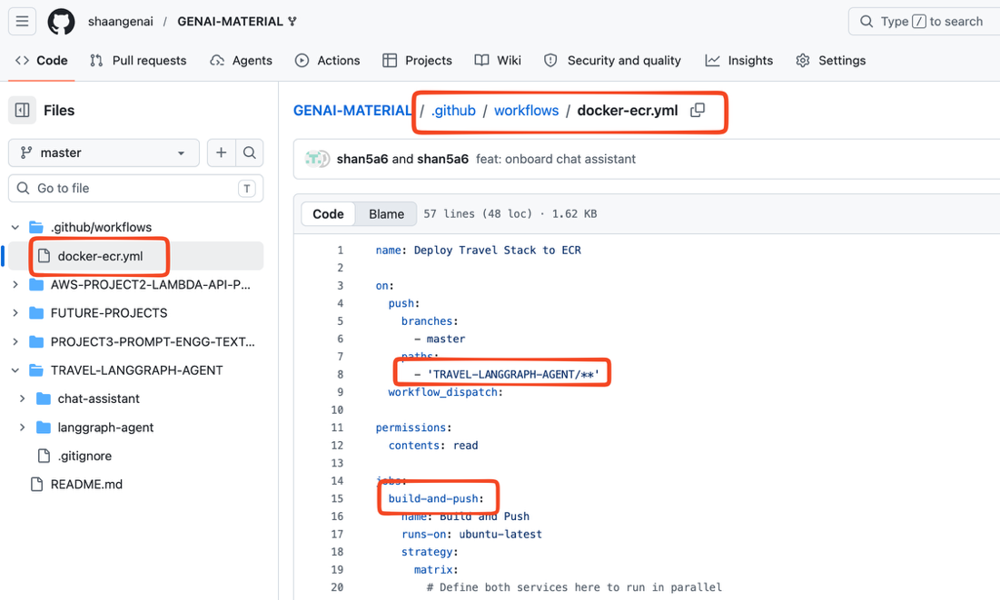 shaangenai / GENAI-MATERIAL
Type / to search
Code Pull requests Agents Actions Projects Wiki Security and quality Insights Settings
Files
master
Go to file T
.github/workflows
docker-ecr.yml
AWS-PROJECT2-LAMBDA-API-P...
FUTURE-PROJECTS
PROJECT3-PROMPT-ENGG-TEXT...
TRAVEL-LANGGRAPH-AGENT
chat-assistant
langgraph-agent
.gitignore
README.md
GENAI-MATERIAL / .github / workflows / docker-ecr.yml
shan5a6 and shan5a6 feat: onboard chat assistant
Code Blame 57 lines (48 loc) · 1.62 KB
1 name: Deploy Travel Stack to ECR
2
3 on:
4 push:
5 branches:
6 - master
7 paths:
8 - 'TRAVEL-LANGGRAPH-AGENT/**'
9 workflow_dispatch:
10
11 permissions:
12 contents: read
13
14 jobs:
15 build-and-push:
16 name: Build and Push
17 runs-on: ubuntu-latest
18 strategy:
19 matrix:
20 # Define both services here to run in parallel